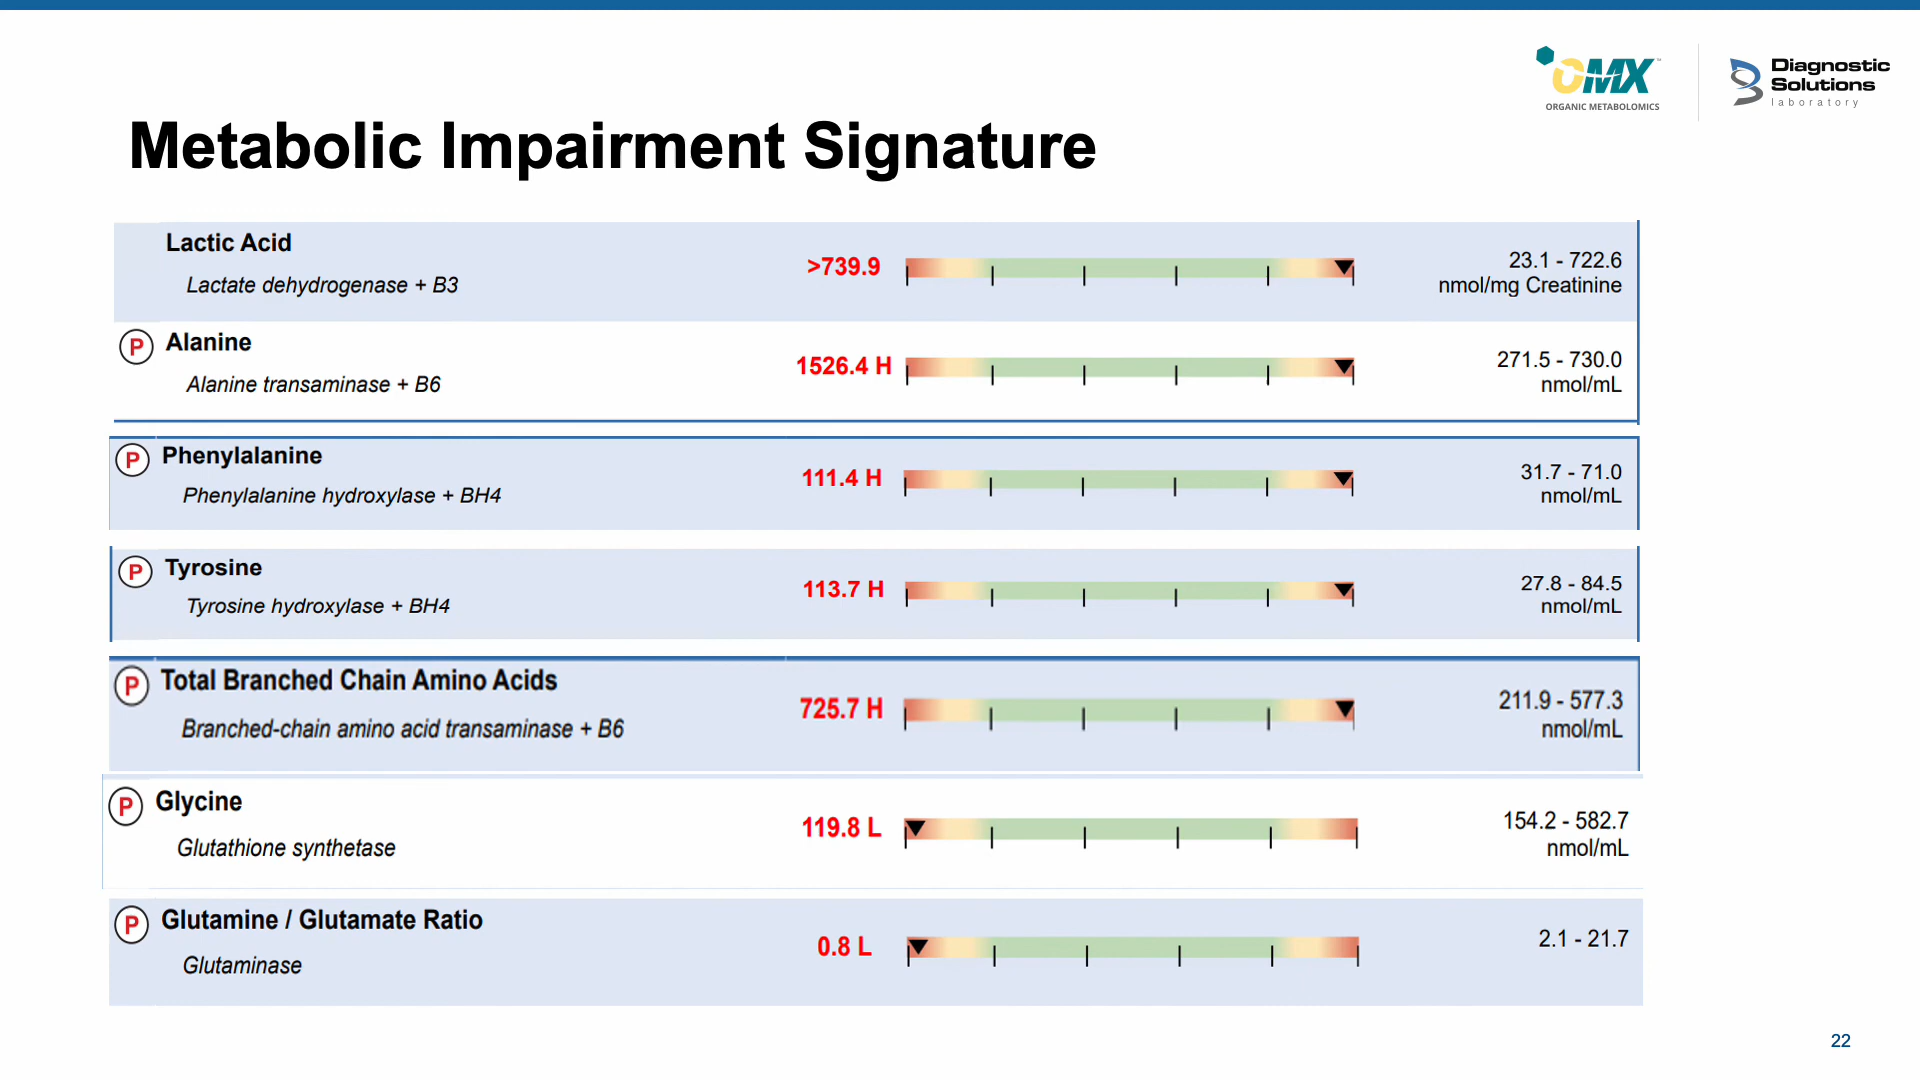 OMX™
ORGANIC METABOLOMICS
Diagnostic
Solutions
laboratory
Metabolic Impairment Signature
Lactic Acid
Lactate dehydrogenase + B3
>739.9
23.1 - 722.6
nmol/mg Creatinine
P Alanine
Alanine transaminase + B6
1526.4 H
271.5 - 730.0
nmol/mL
P Phenylalanine
Phenylalanine hydroxylase + BH4
111.4 H
31.7 - 71.0
nmol/mL
P Tyrosine
Tyrosine hydroxylase + BH4
113.7 H
27.8 - 84.5
nmol/mL
P Total Branched Chain Amino Acids
Branched-chain amino acid transaminase + B6
725.7 H
211.9 - 577.3
nmol/mL
P Glycine
Glutathione synthetase
119.8 L
154.2 - 582.7
nmol/mL
P Glutamine / Glutamate Ratio
Glutaminase
0.8 L
2.1 - 21.7
22